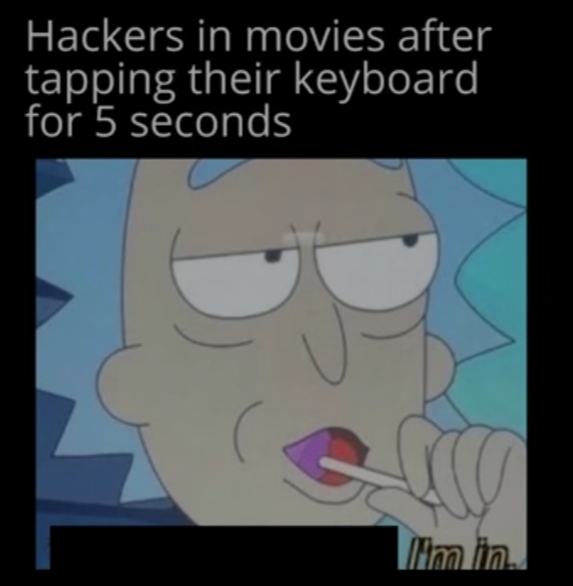 Hackers in movies after
tapping their keyboard
for 5 seconds
I'm in.